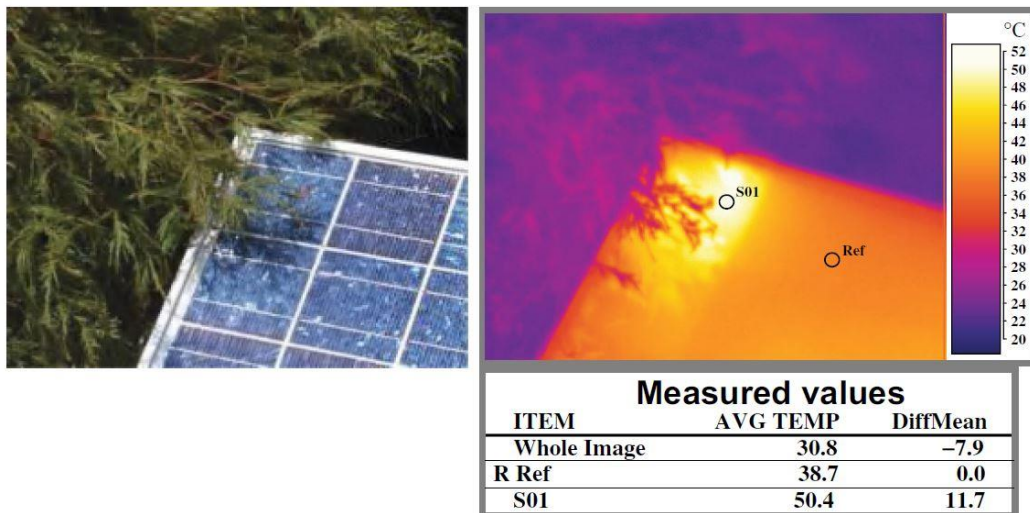 °C
52
50
48
46
44
42
40
38
36
34
32
30
28
26
24
22
20
S01
Ref
Measured values
ITEM AVG TEMP DiffMean
Whole Image 30.8 −7.9
R Ref 38.7 0.0
S01 50.4 11.7